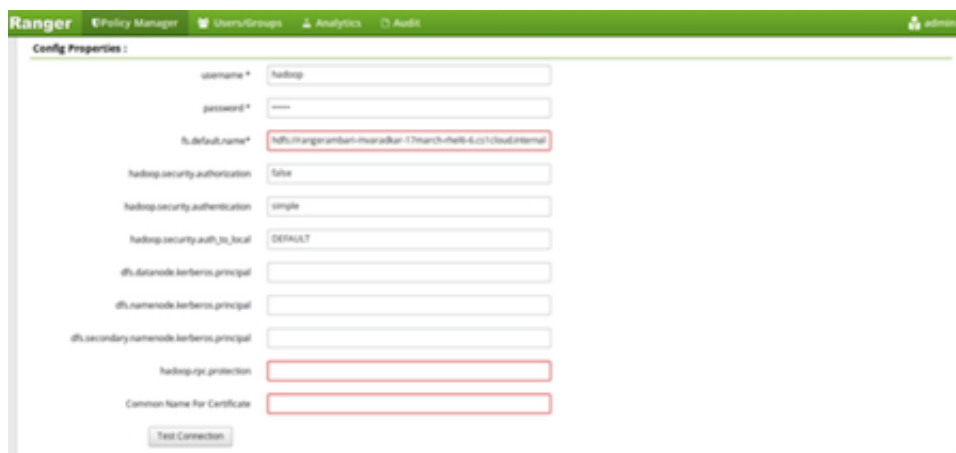 Ranger Policy Manager Users/Groups Analytics Audit admin
Config Properties :
username * hadoop
password * •••••
fs.default.name* hdfs://rangerambari-mvaradkar-17march-rhel6-6.cs1cloud.internal
hadoop.security.authorization false
hadoop.security.authentication simple
hadoop.security.auth_to_local DEFAULT
dfs.datanode.kerberos.principal
dfs.namenode.kerberos.principal
dfs.secondary.namenode.kerberos.principal
hadoop.rpc.protection
Common Name For Certificate
Test Connection